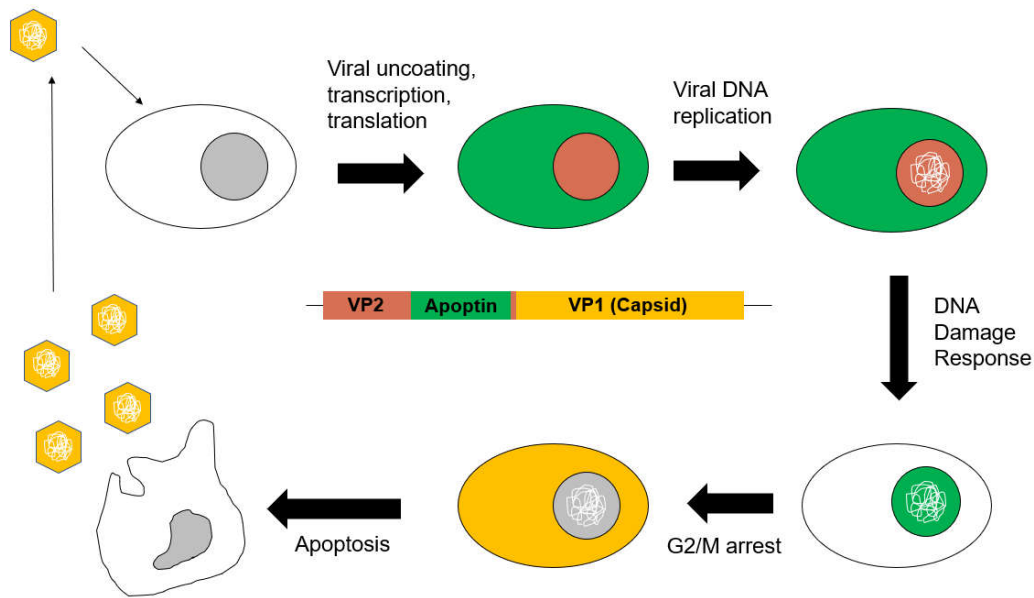 Viral uncoating,
transcription,
translation
Viral DNA
replication
VP2 Apoptin VP1 (Capsid)
DNA
Damage
Response
Apoptosis
G2/M arrest